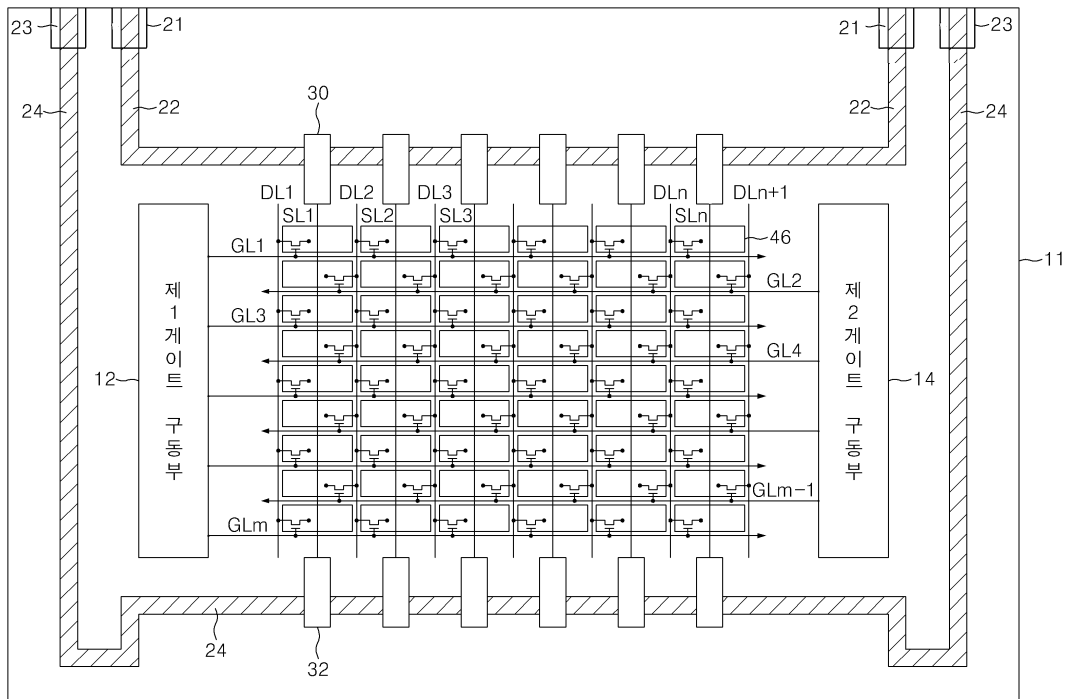 23
21
21
23
24
22
30
22
24
DL1
DL2
DL3
DLn
DLn+1
SL1
SL2
SL3
SLn
46
GL1
11
GL2
GL3
GL4
제1게이트 구동부
제2게이트 구동부
12
14
GLm-1
GLm
24
32